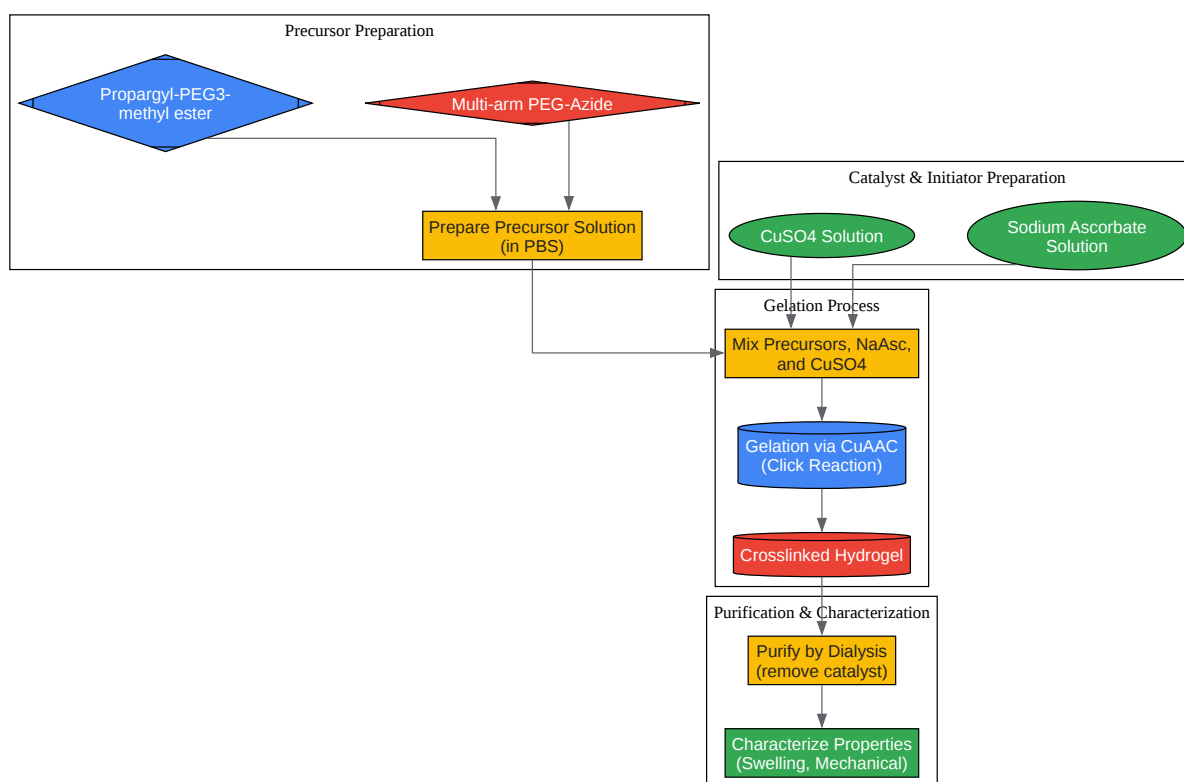 Precursor Preparation
Propargyl-PEG3-
methyl ester
Multi-arm PEG-Azide
Prepare Precursor Solution
(in PBS)
Catalyst & Initiator Preparation
CuSO4 Solution
Sodium Ascorbate
Solution
Gelation Process
Mix Precursors, NaAsc,
and CuSO4
Gelation via CuAAC
(Click Reaction)
Crosslinked Hydrogel
Purification & Characterization
Purify by Dialysis
(remove catalyst)
Characterize Properties
(Swelling, Mechanical)